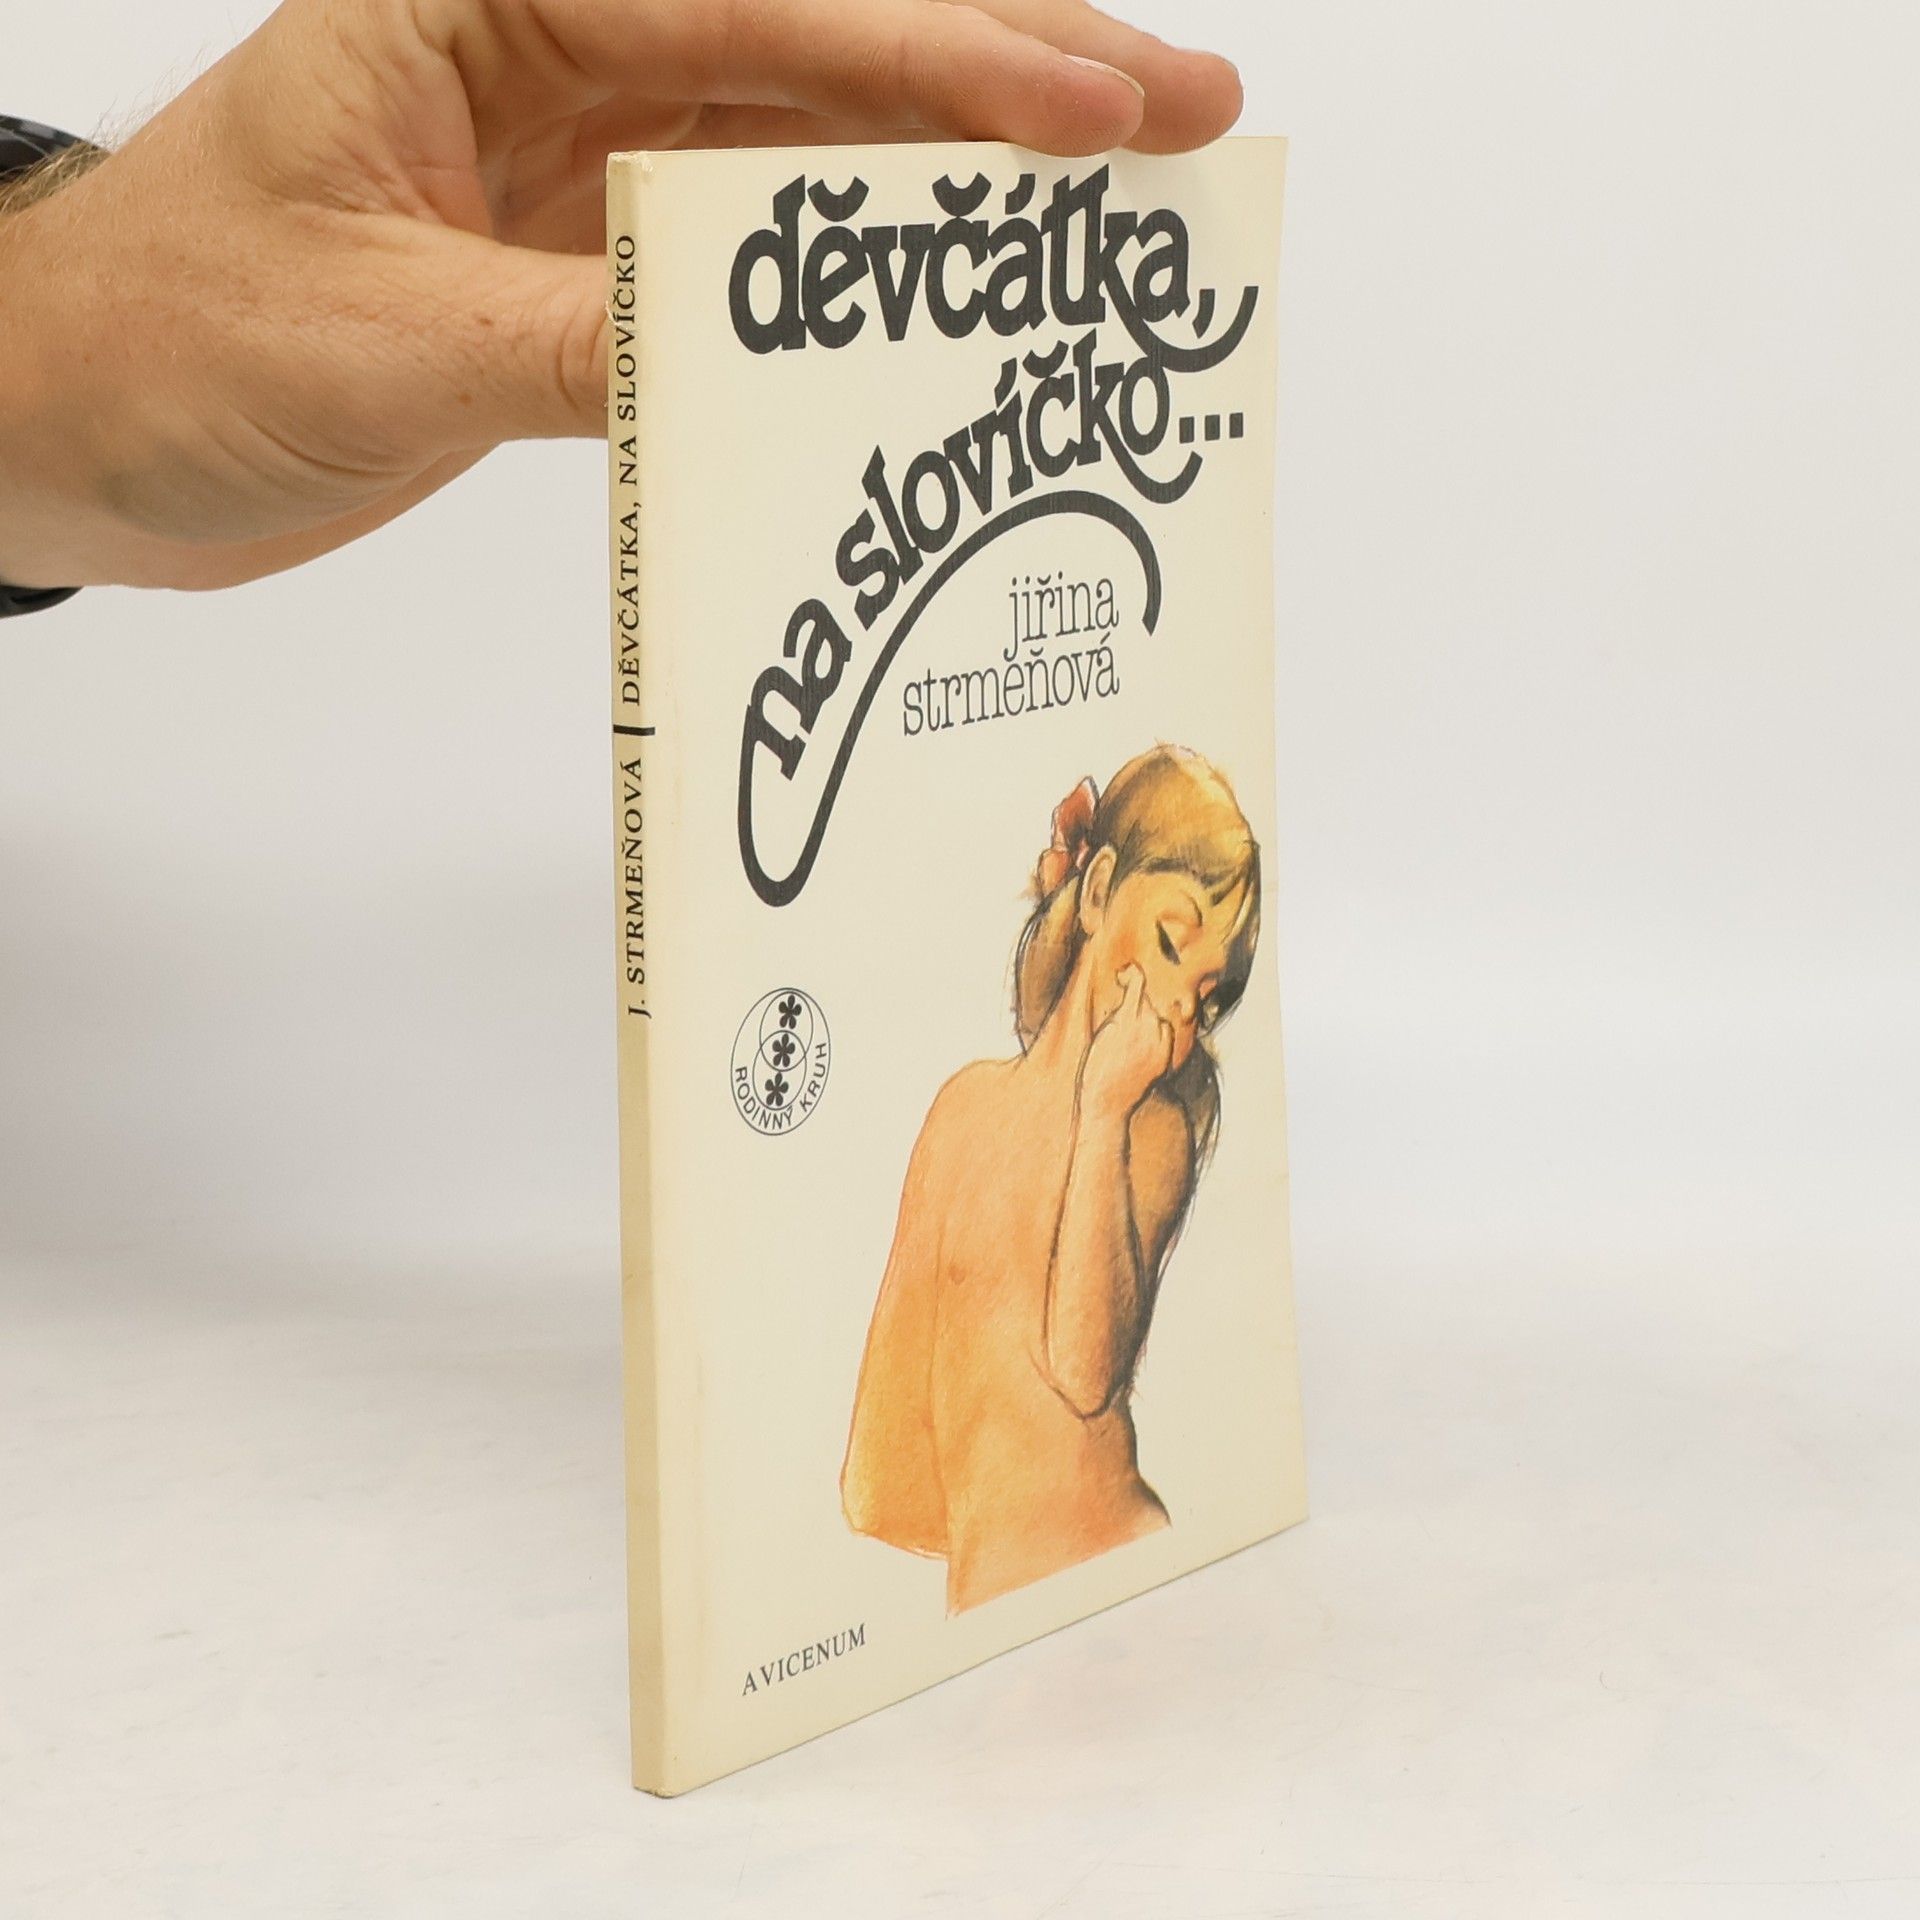 J. STRMEŇOVÁ | DĚVČÁTKA, NA SLOVÍČKO
děvčátka,
na slovíčko...
jiřina
strmeňová
RODINNÝ KRUH
AVICENUM